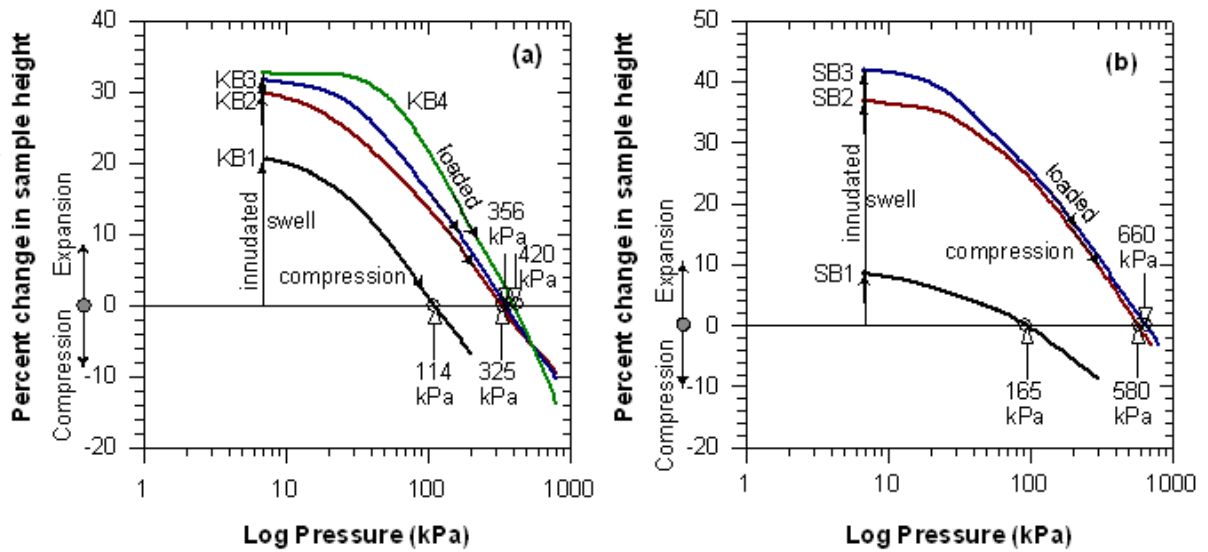 Percent change in sample height
Compression
Expansion
40
30
20
10
0
-10
-20
(a)
KB3
KB2
KB1
KB4
innudated
swell
loaded
compression
356
kPa
420
kPa
114
kPa
325
kPa
1
10
100
1000
Log Pressure (kPa)
Percent change in sample height
Compression
Expansion
50
40
30
20
10
0
-10
-20
(b)
SB3
SB2
SB1
innudated
swell
loaded
compression
660
kPa
165
kPa
580
kPa
1
10
100
1000
Log Pressure (kPa)